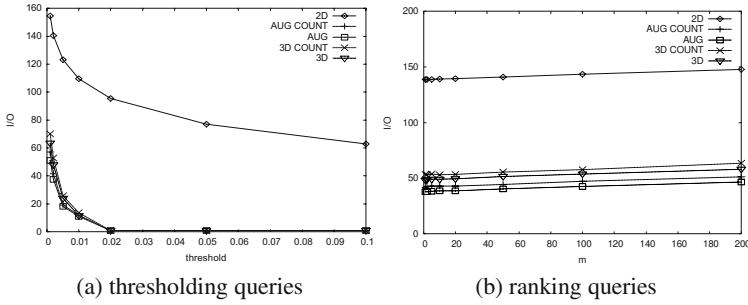 160
140
120
100
80
60
40
20
0
I/O
2D
AUG COUNT
AUG
3D COUNT
3D
0 0.01 0.02 0.03 0.04 0.05 0.06 0.07 0.08 0.09 0.1
threshold
(a) thresholding queries
200
150
100
50
0
I/O
2D
AUG COUNT
AUG
3D COUNT
3D
0 20 40 60 80 100 120 140 160 180 200
m
(b) ranking queries